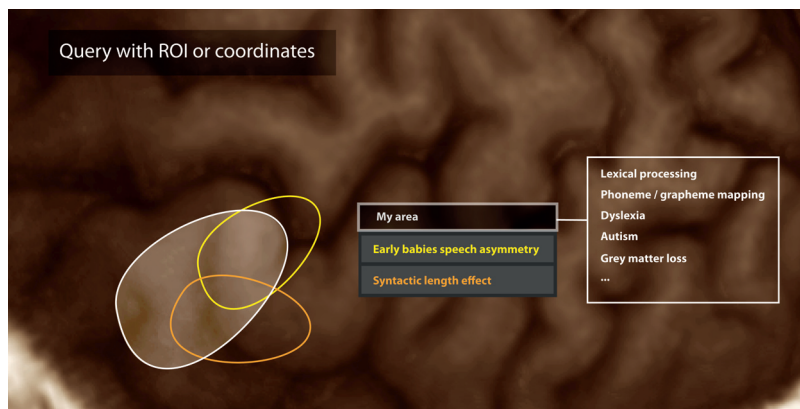 Query with ROI or coordinates
My area
Early babies speech asymmetry
Syntactic length effect
Lexical processing
Phoneme / grapheme mapping
Dyslexia
Autism
Grey matter loss
...